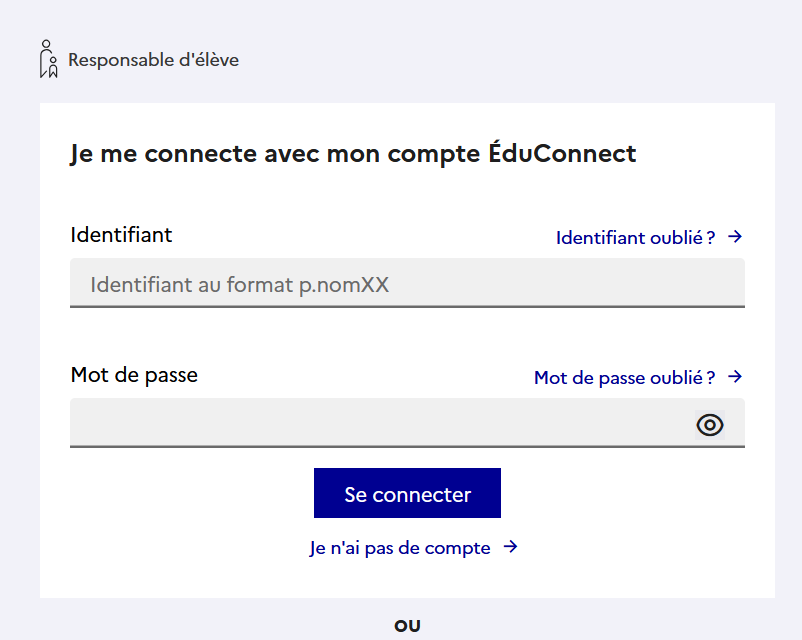 Responsable d'élève
Je me connecte avec mon compte ÉduConnect
Identifiant
Identifiant oublié ?
Identifiant au format p.nomXX
Mot de passe
Mot de passe oublié ?
Se connecter
Je n'ai pas de compte
OU